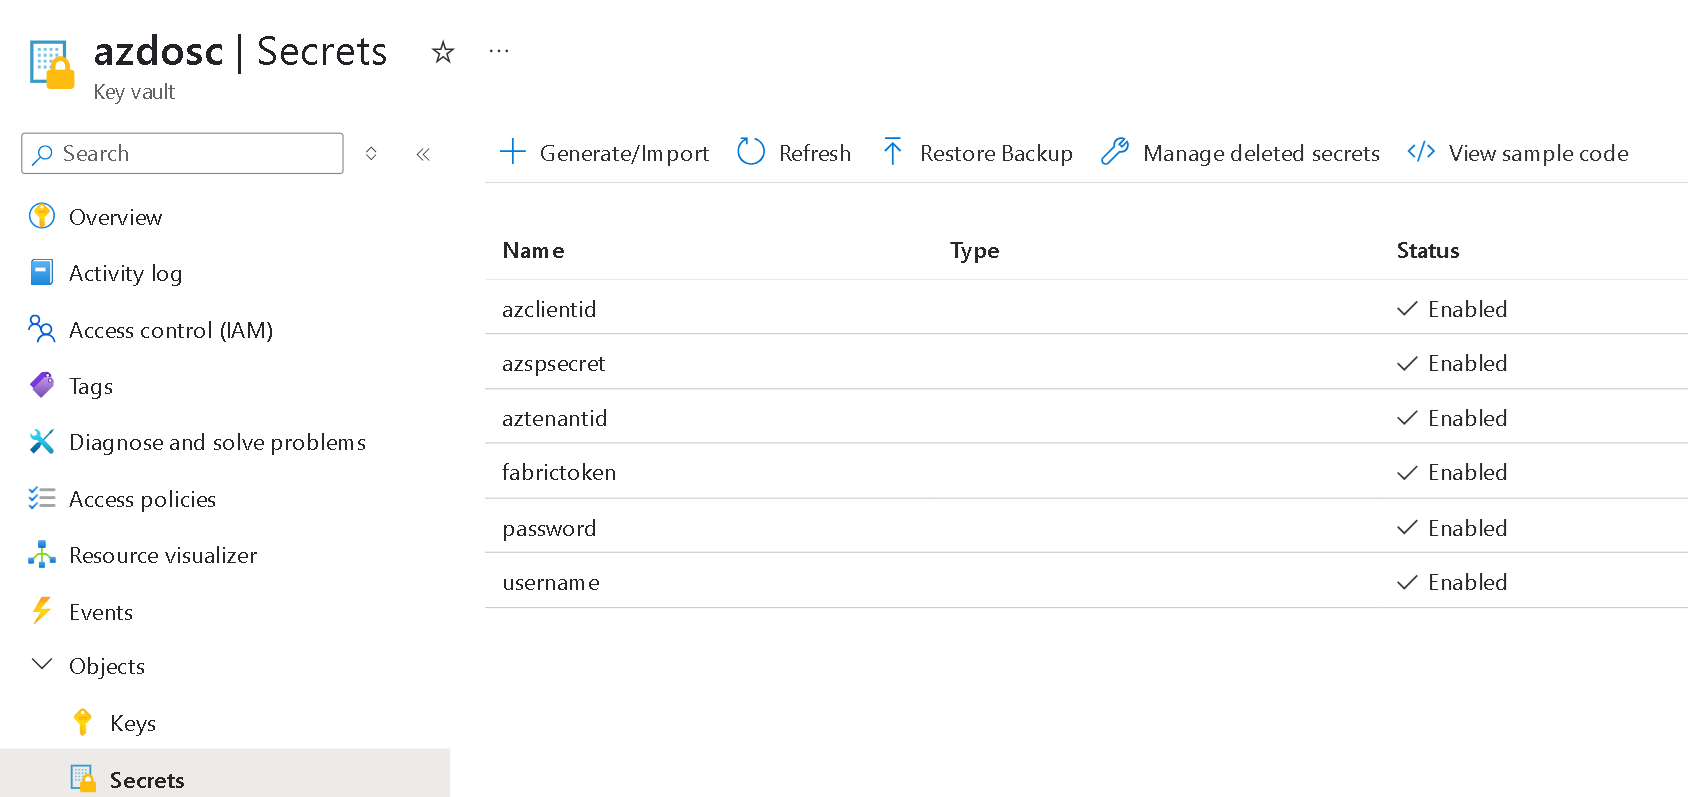 azdosc | Secrets
Key vault
Search
Overview
Activity log
Access control (IAM)
Tags
Diagnose and solve problems
Access policies
Resource visualizer
Events
Objects
Keys
Secrets
Generate/Import Refresh Restore Backup Manage deleted secrets View sample code
Name Type Status
azclientid Enabled
azspsecret Enabled
aztenantid Enabled
fabrictoken Enabled
password Enabled
username Enabled